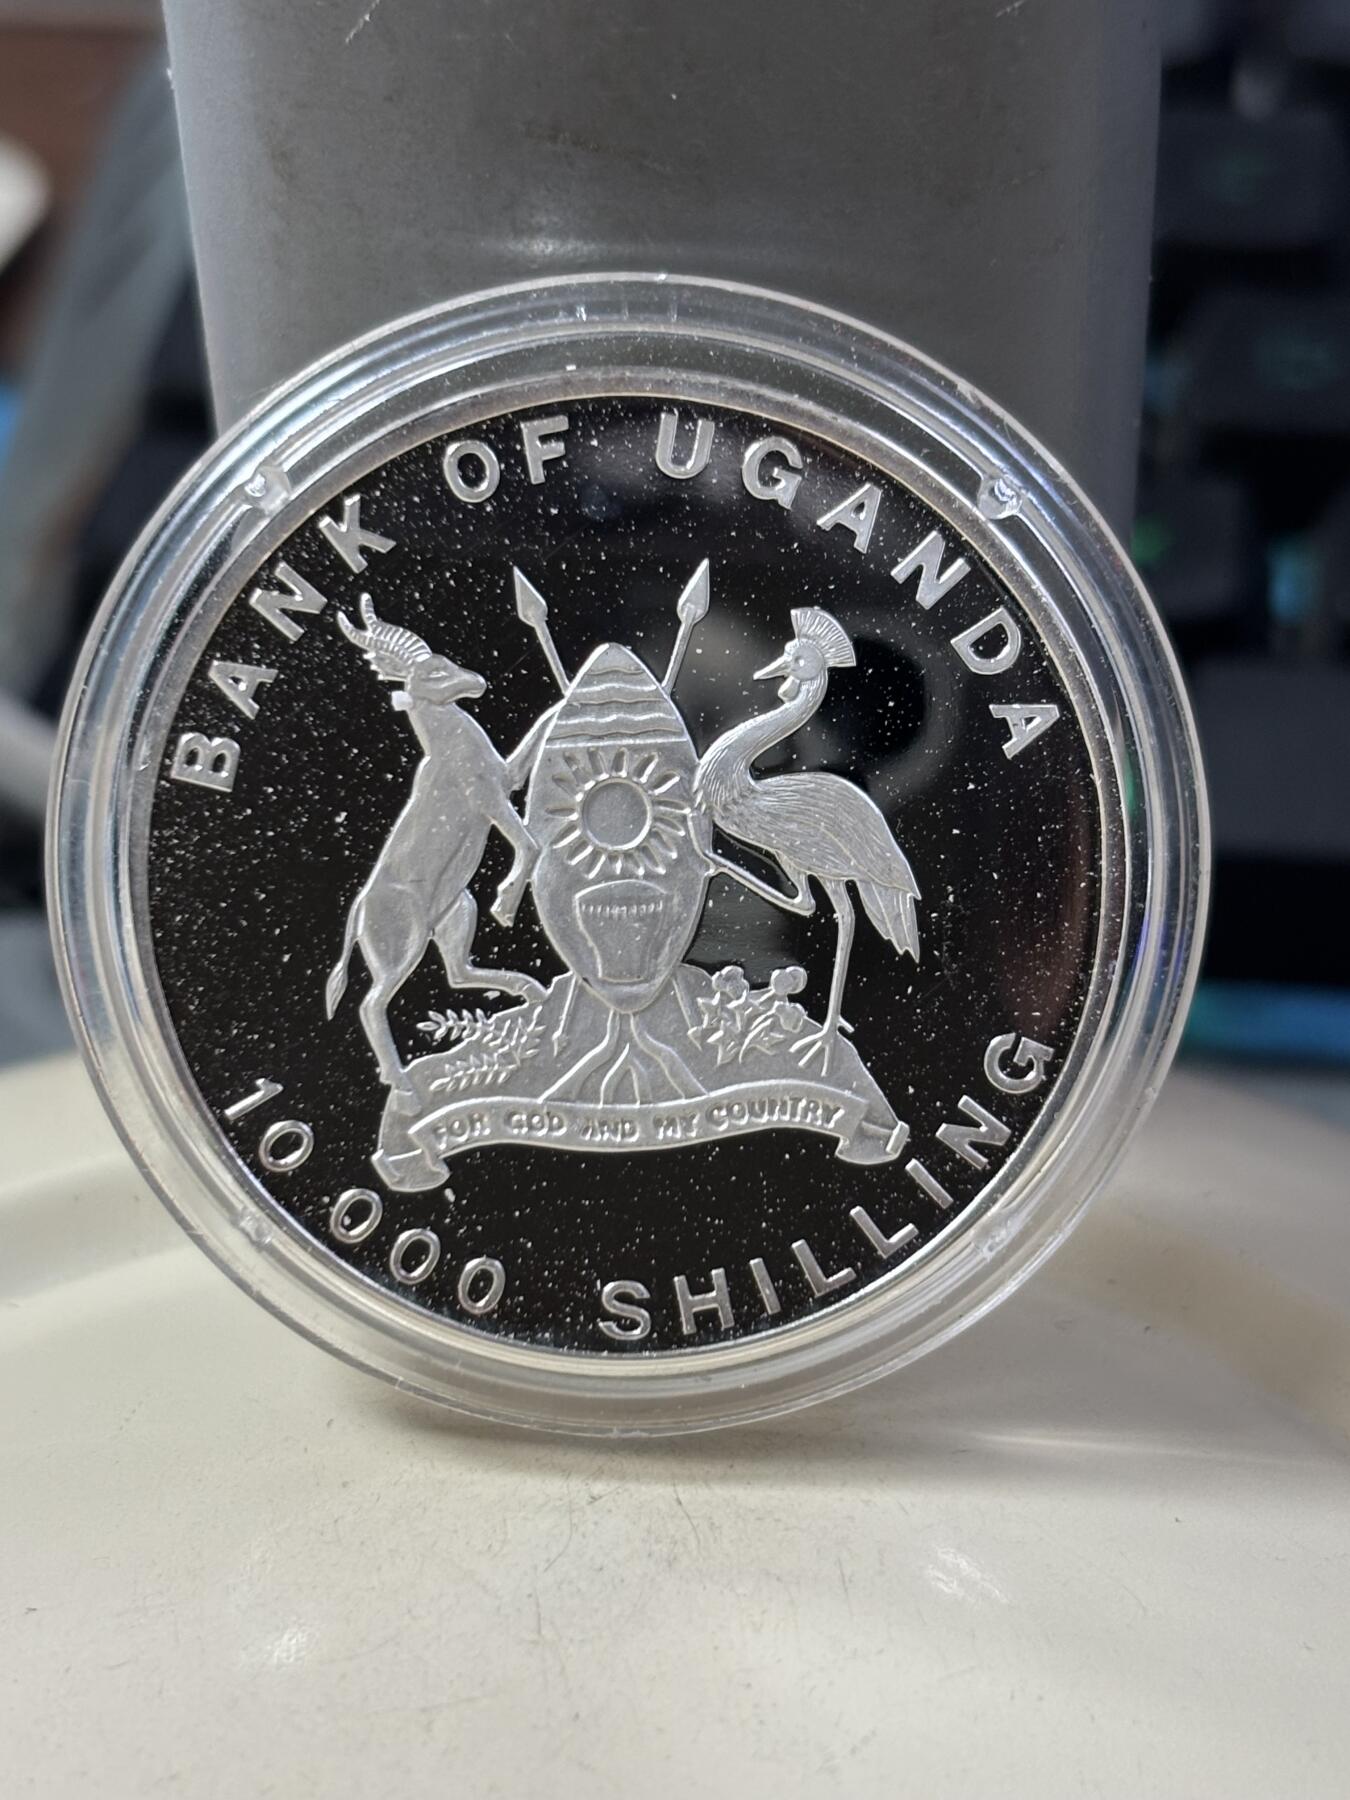 BANK OF UGANDA
FOR GOD AND MY COUNTRY
10 000 SHILLING